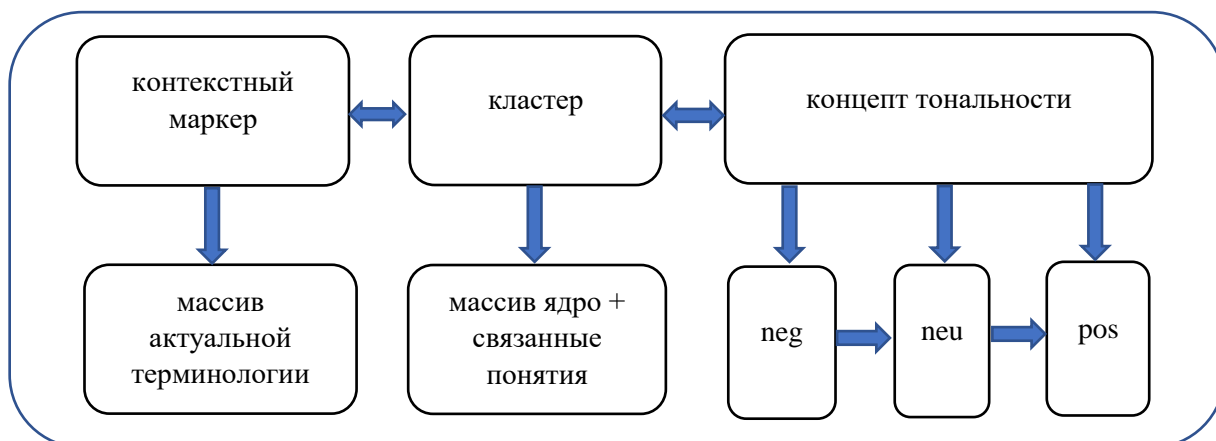 контекстный
маркер
кластер
концепт тональности
массив
актуальной
терминологии
массив ядро +
связанные
понятия
neg
neu
pos